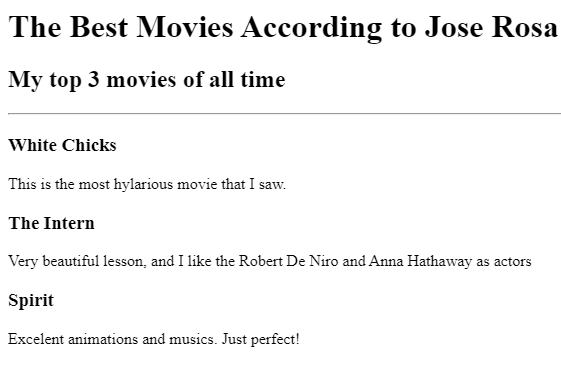 The Best Movies According to Jose Rosa
My top 3 movies of all time
White Chicks
This is the most hylarious movie that I saw.
The Intern
Very beautiful lesson, and I like the Robert De Niro and Anna Hathaway as actors
Spirit
Excelent animations and musics. Just perfect!